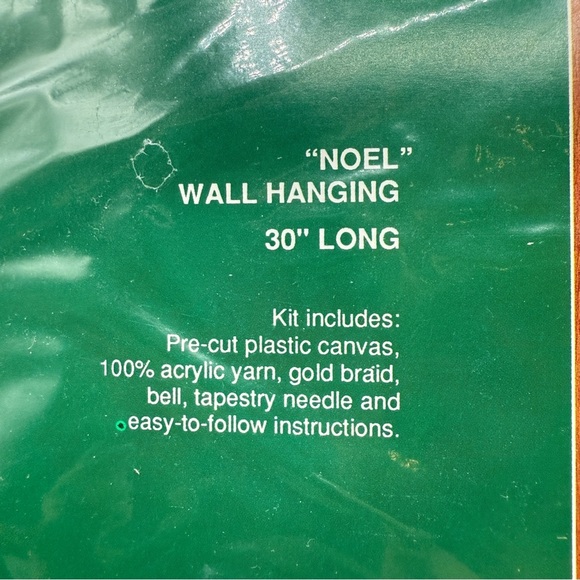 “NOEL”
WALL HANGING
30" LONG
Kit includes:
Pre-cut plastic canvas,
100% acrylic yarn, gold braid,
bell, tapestry needle and
easy-to-follow instructions.